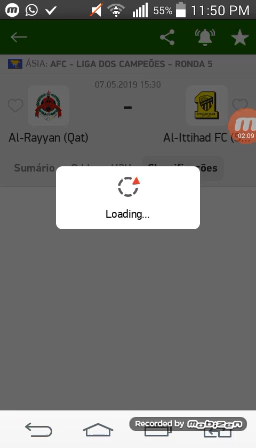 55% 11:50 PM
ÁSIA: AFC - LIGA DOS CAMPEÕES - RONDA 5
07.05.2019 15:30
-
Al-Rayyan (Qat) Al-Ittihad FC
02:09
Sumário
Loading...
Recorded by mobizen